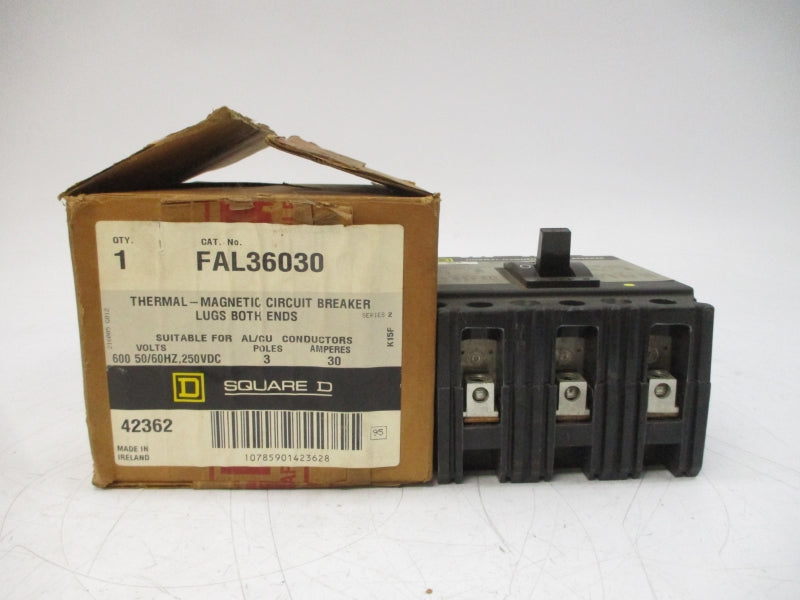 QTY. CAT. No.
1 FAL36030
THERMAL-MAGNETIC CIRCUIT BREAKER
LUGS BOTH ENDS SERIES 2
SUITABLE FOR AL/CU CONDUCTORS
VOLTS POLES AMPERES
600 50/60HZ,250VDC 3 30
K15F
D SQUARE D
42362
95
MADE IN
IRELAND
10785901423628